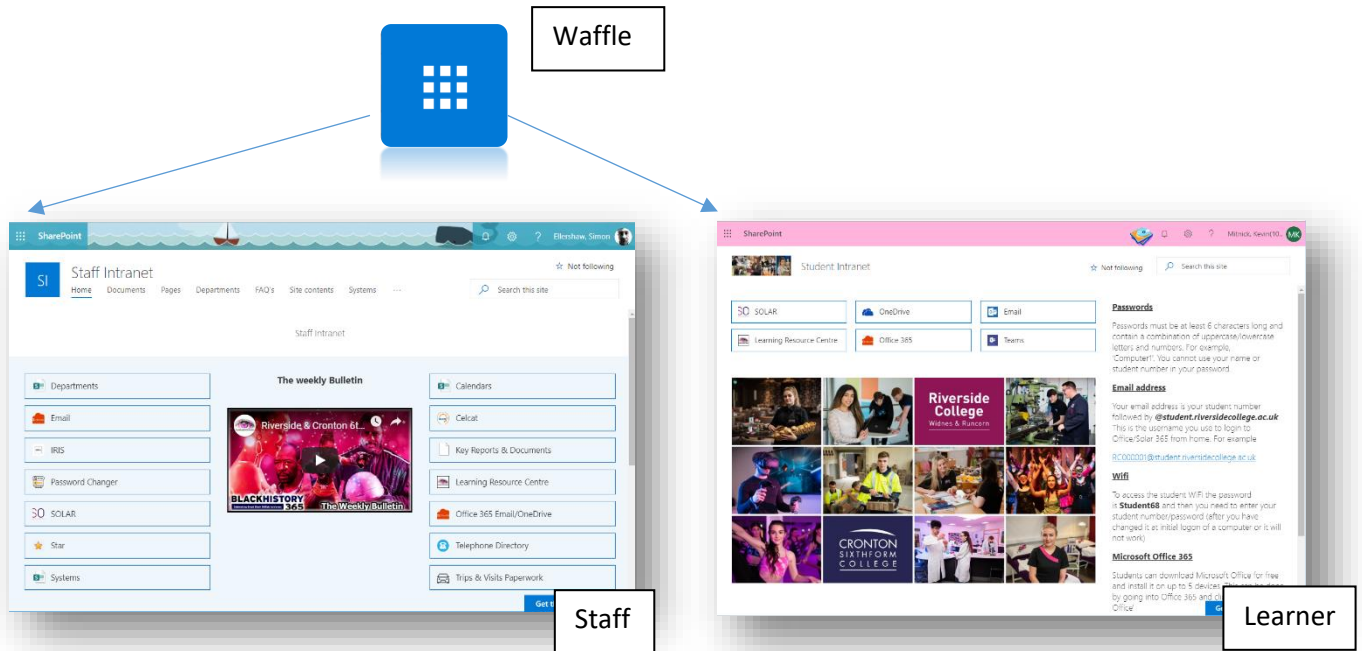 Waffle
SharePoint
Ellershaw, Simon
SI
Staff Intranet
Not following
Home Documents Pages Departments FAQ's Site contents Systems ...
Search this site
Staff Intranet
Departments
Email
IRIS
Password Changer
SO SOLAR
Star
Systems
The weekly Bulletin
Riverside & Cronton 6t...
BLACKHISTORY
365
The Weekly Bulletin
Calendars
Celcat
Key Reports & Documents
Learning Resource Centre
Office 365 Email/OneDrive
Telephone Directory
Trips & Visits Paperwork
Get t
Staff
SharePoint
Mitnick, Kevin(10...
MK
Student Intranet
Not following
Search this site
SO SOLAR
OneDrive
Email
Learning Resource Centre
Office 365
Teams
Riverside
College
Widnes & Runcorn
CRONTON
SIXTHFORM
COLLEGE
Passwords
Passwords must be at least 6 characters long and
contain a combination of uppercase/lowercase
letters and numbers. For example,
'Computer1'. You cannot use your name or
student number in your password
Email address
Your email address is your student number
followed by @student.riversidecollege.ac.uk
This is the username you use to login to
Office/Solar 365 from home. For example
RC000001@student.riversidecollege.ac.uk
Wifi
To access the student WiFi the password
is Student68 and then you need to enter your
student number/password (after you have
changed it at initial logon of a computer or it will
not work)
Microsoft Office 365
Students can download Microsoft Office for free
and install it on up to 5 devices. This can be done
by going into Office 365 and cl
Office'
Learner